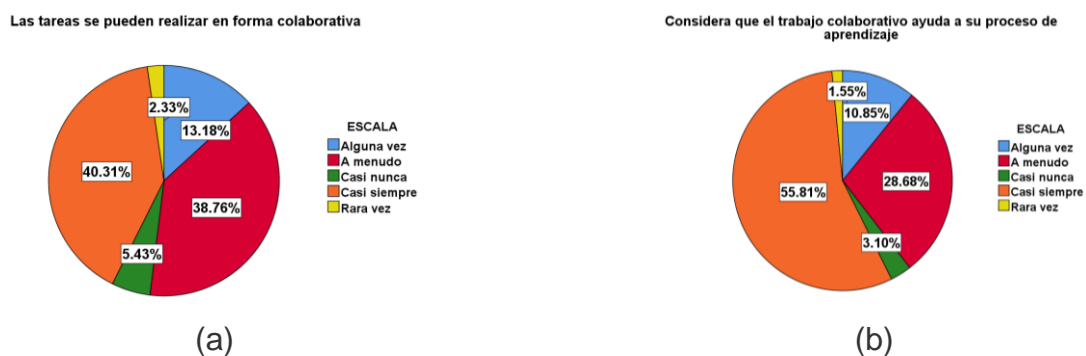 Las tareas se pueden realizar en forma colaborativa
2.33%
13.18%
40.31%
38.76%
5.43%
ESCALA
Alguna vez
A menudo
Casi nunca
Casi siempre
Rara vez
(a)
Considera que el trabajo colaborativo ayuda a su proceso de
aprendizaje
1.55%
10.85%
28.68%
55.81%
3.10%
ESCALA
Alguna vez
A menudo
Casi nunca
Casi siempre
Rara vez
(b)